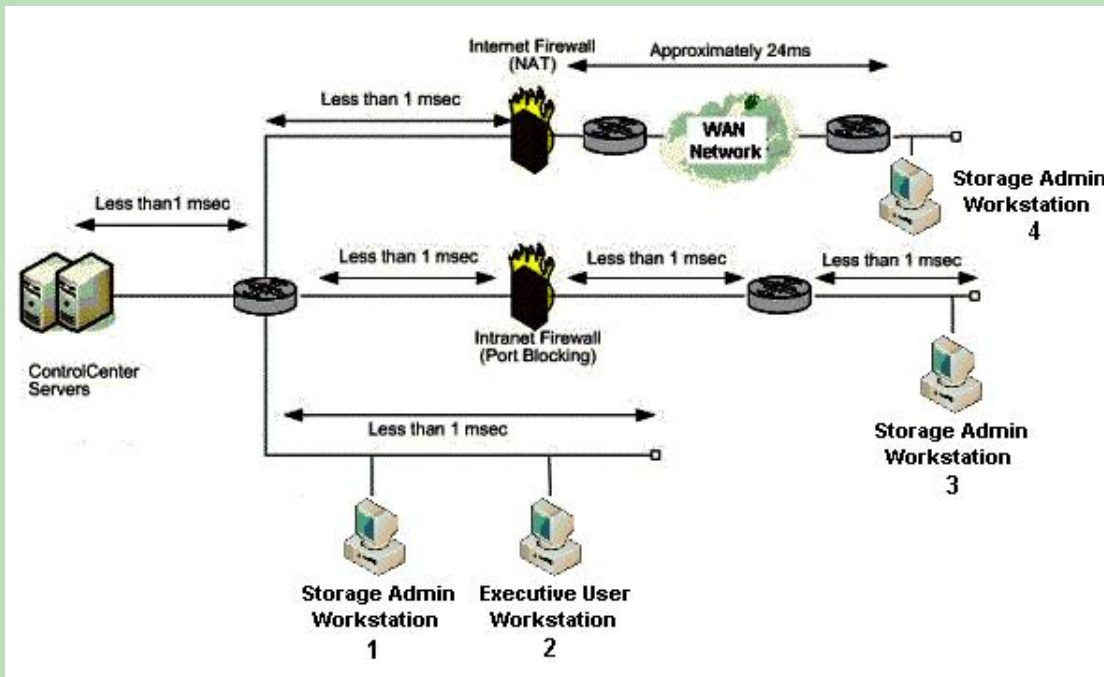 Internet Firewall
(NAT)
Approximately 24ms
Less than 1 msec
WAN
Network
Storage Admin
Workstation
4
Less than1 msec
Less than 1 msec
Less than 1 msec
Less than 1 msec
Intranet Firewall
(Port Blocking)
ControlCenter
Servers
Storage Admin
Workstation
3
Less than 1 msec
Storage Admin
Workstation
1
Executive User
Workstation
2